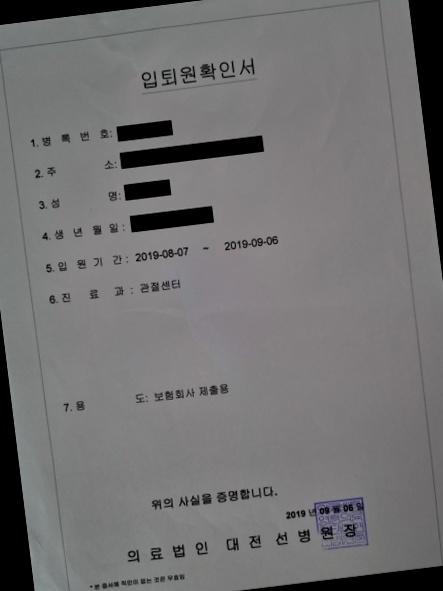 입퇴원확인서
1. 병 록 번 호:
2. 주 소:
3. 성 명:
4. 생 년 월 일 :
5. 입 원 기 간 : 2019-08-07 ~ 2019-09-06
6. 진 료 과 : 관절센터
7. 용 도: 보험회사 제출용
위의 사실을 증명합니다.
2019 년 09 월 06 일
의 료 법 인 대 전 선 병 원 장
* 본 증서에 직인이 없는 것은 무효임